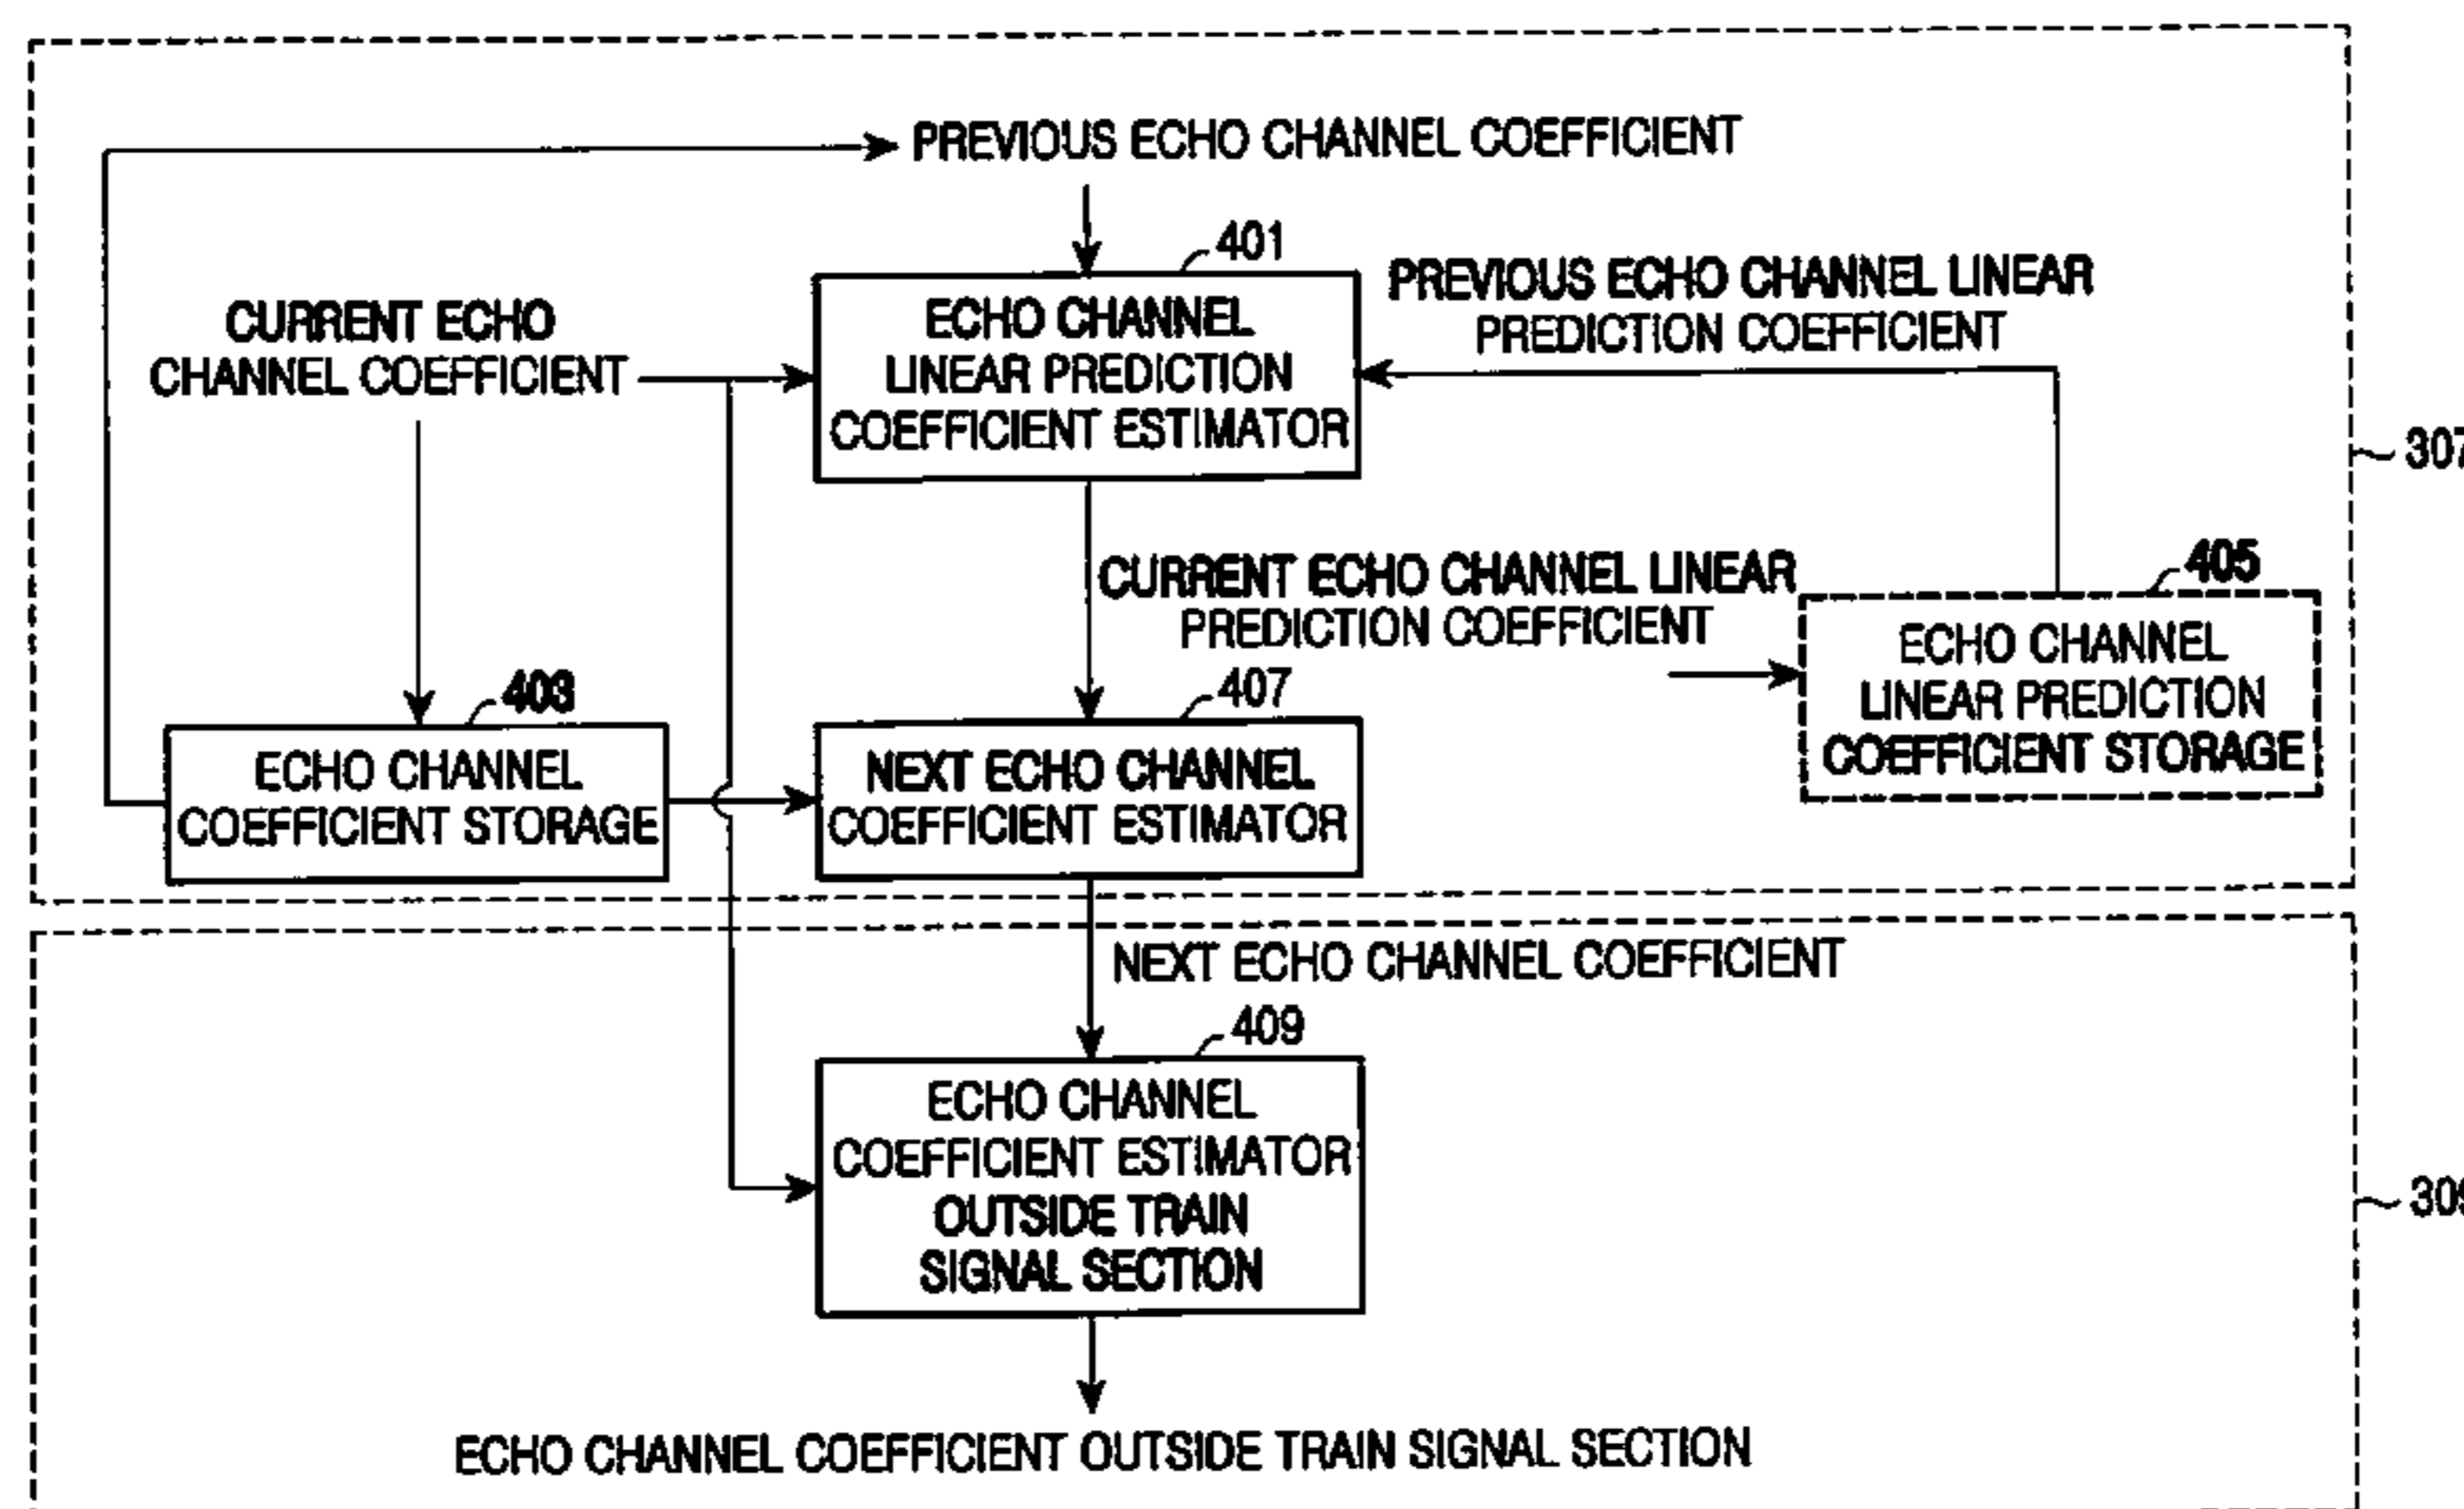 PREVIOUS ECHO CHANNEL COEFFICIENT
401
CURRENT ECHO
CHANNEL COEFFICIENT
ECHO CHANNEL
LINEAR PREDICTION
COEFFICIENT ESTIMATOR
PREVIOUS ECHO CHANNEL LINEAR
PREDICTION COEFFICIENT
307
CURRENT ECHO CHANNEL LINEAR
PREDICTION COEFFICIENT
405
ECHO CHANNEL
LINEAR PREDICTION
COEFFICIENT STORAGE
403
ECHO CHANNEL
COEFFICIENT STORAGE
407
NEXT ECHO CHANNEL
COEFFICIENT ESTIMATOR
NEXT ECHO CHANNEL COEFFICIENT
409
ECHO CHANNEL
COEFFICIENT ESTIMATOR
OUTSIDE TRAIN
SIGNAL SECTION
309
ECHO CHANNEL COEFFICIENT OUTSIDE TRAIN SIGNAL SECTION